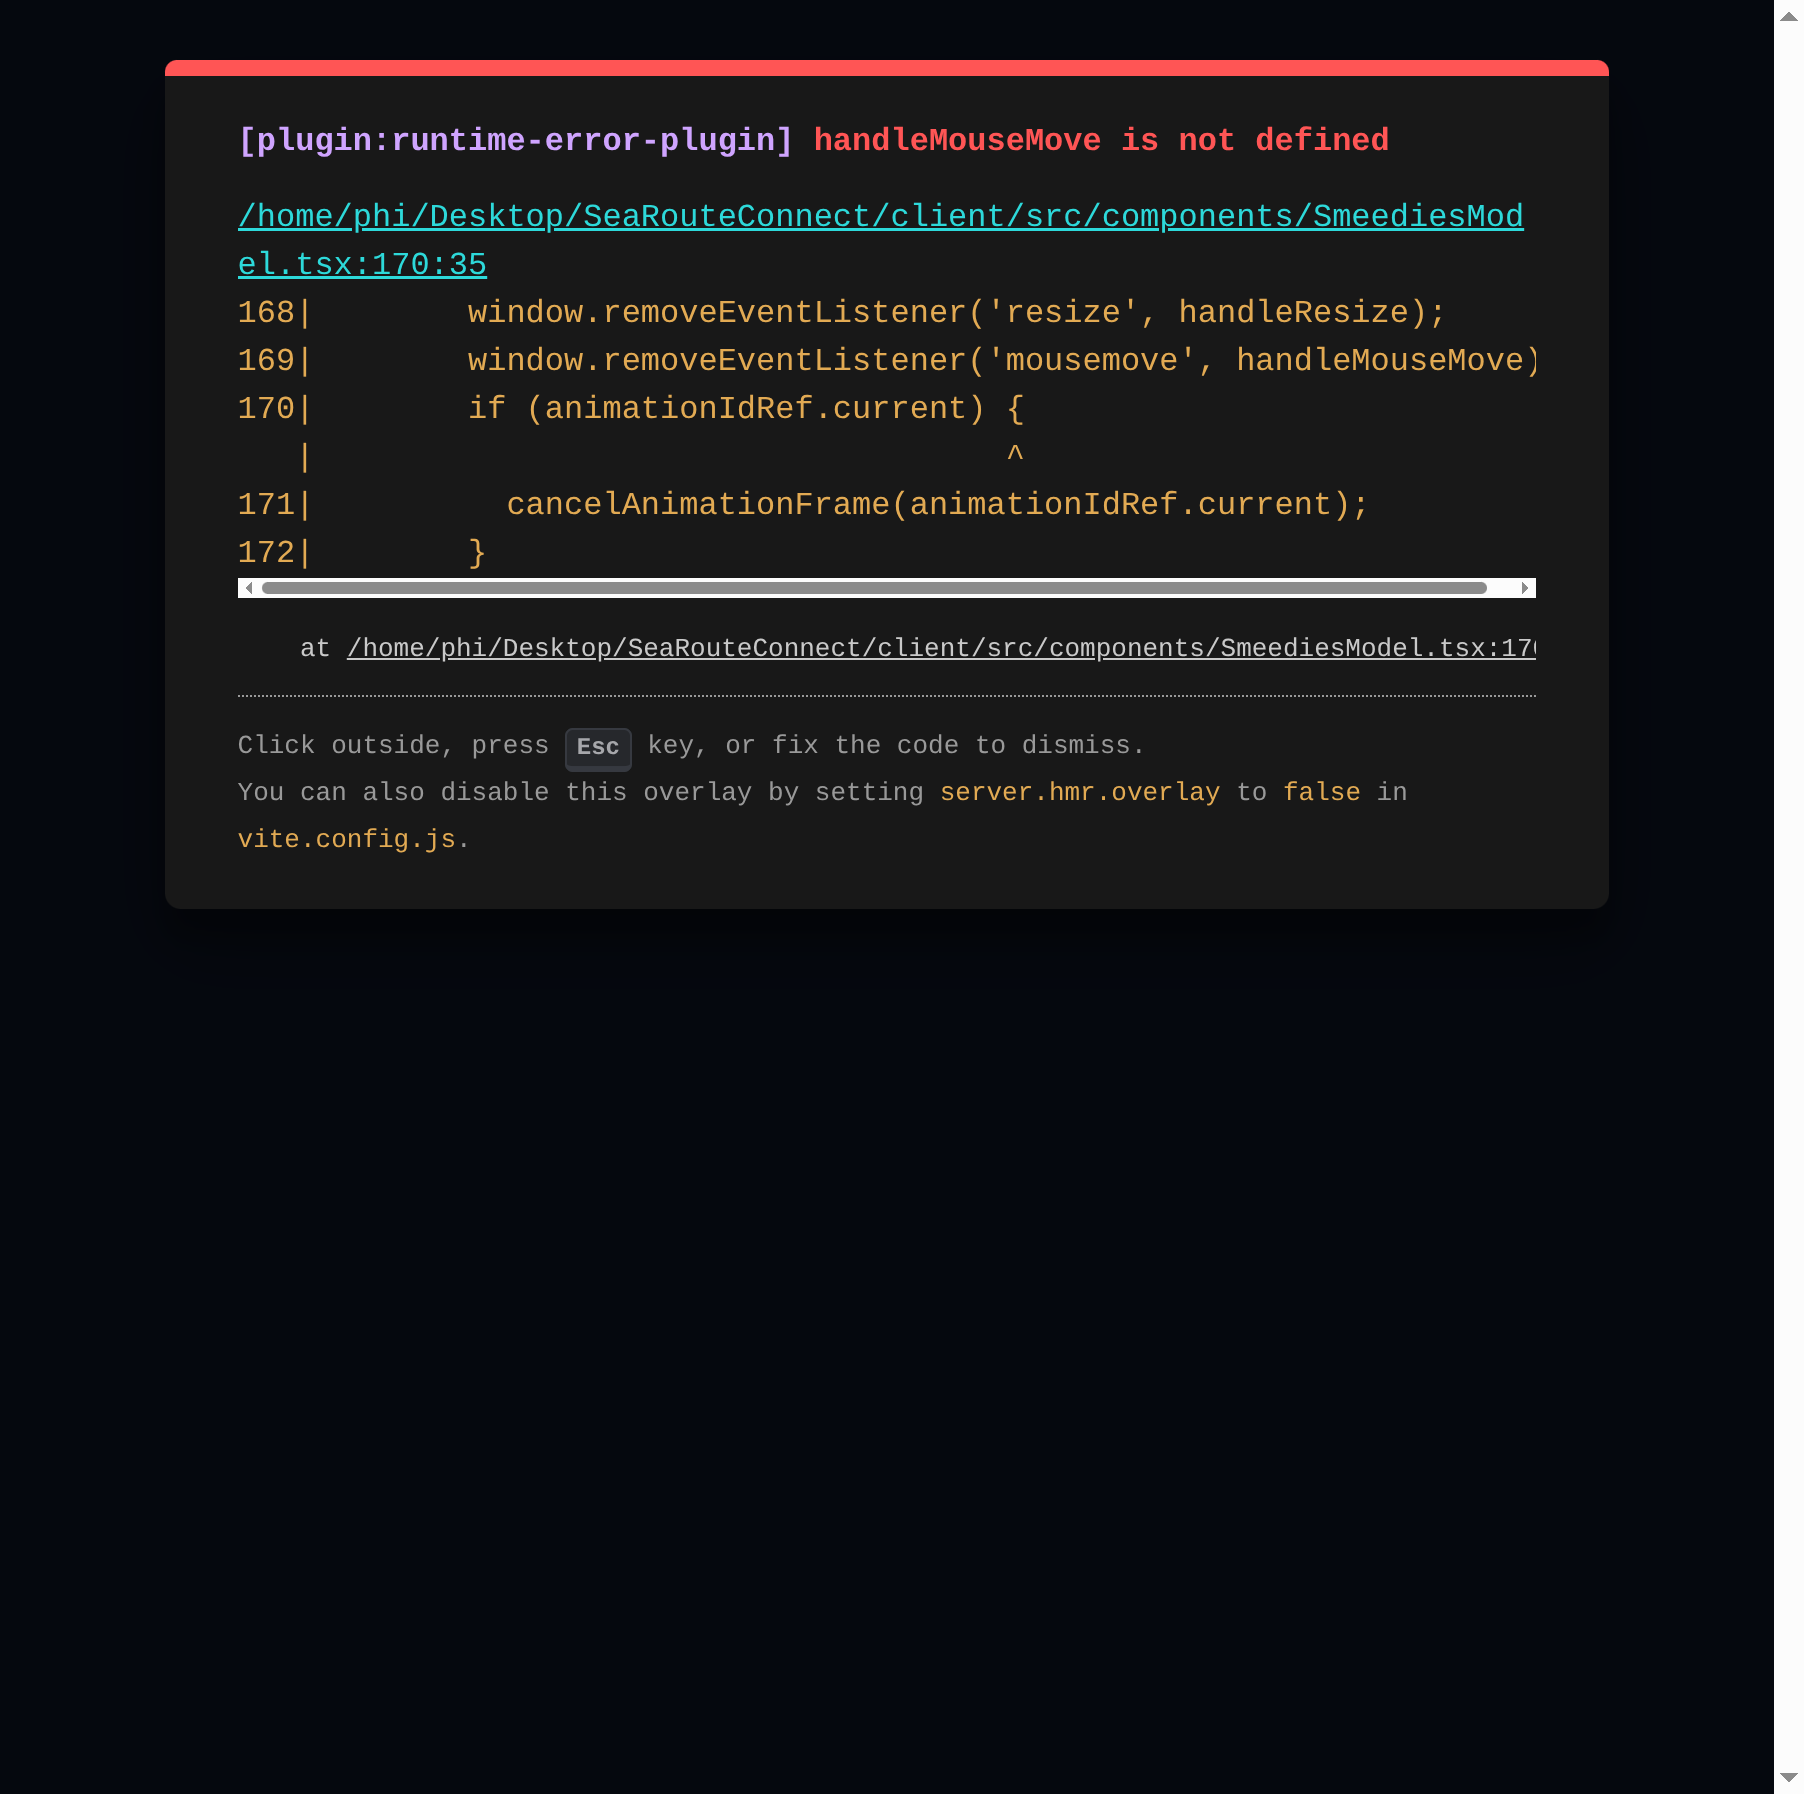 [plugin:runtime-error-plugin] handleMouseMove is not defined
/home/phi/Desktop/SeaRouteConnect/client/src/components/SmeediesMod
el.tsx:170:35
168|        window.removeEventListener('resize', handleResize);
169|        window.removeEventListener('mousemove', handleMouseMove)
170|        if (animationIdRef.current) {
   |                                    ^
171|          cancelAnimationFrame(animationIdRef.current);
172|        }
    at /home/phi/Desktop/SeaRouteConnect/client/src/components/SmeediesModel.tsx:170
Click outside, press Esc key, or fix the code to dismiss.
You can also disable this overlay by setting server.hmr.overlay to false in
vite.config.js.